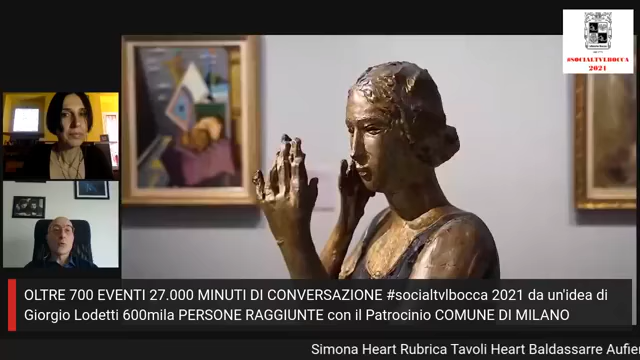 #SOCIALTVLBOCCA
2021
OLTRE 700 EVENTI 27.000 MINUTI DI CONVERSAZIONE #socialtvlbocca 2021 da un'idea di
Giorgio Lodetti 600mila PERSONE RAGGIUNTE con il Patrocinio COMUNE DI MILANO
Simona Heart Rubrica Tavoli Heart Baldassarre Aufier